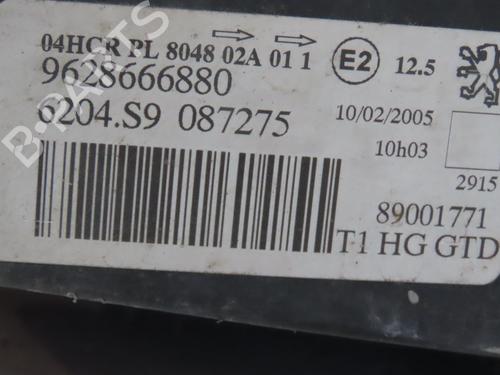 04HCR PL 8048 02A 01 1 E2 12.5
9628666880
6204.S9 087275
10/02/2005
10h03
2915
89001771
T1 HG GTD
B-PARTS